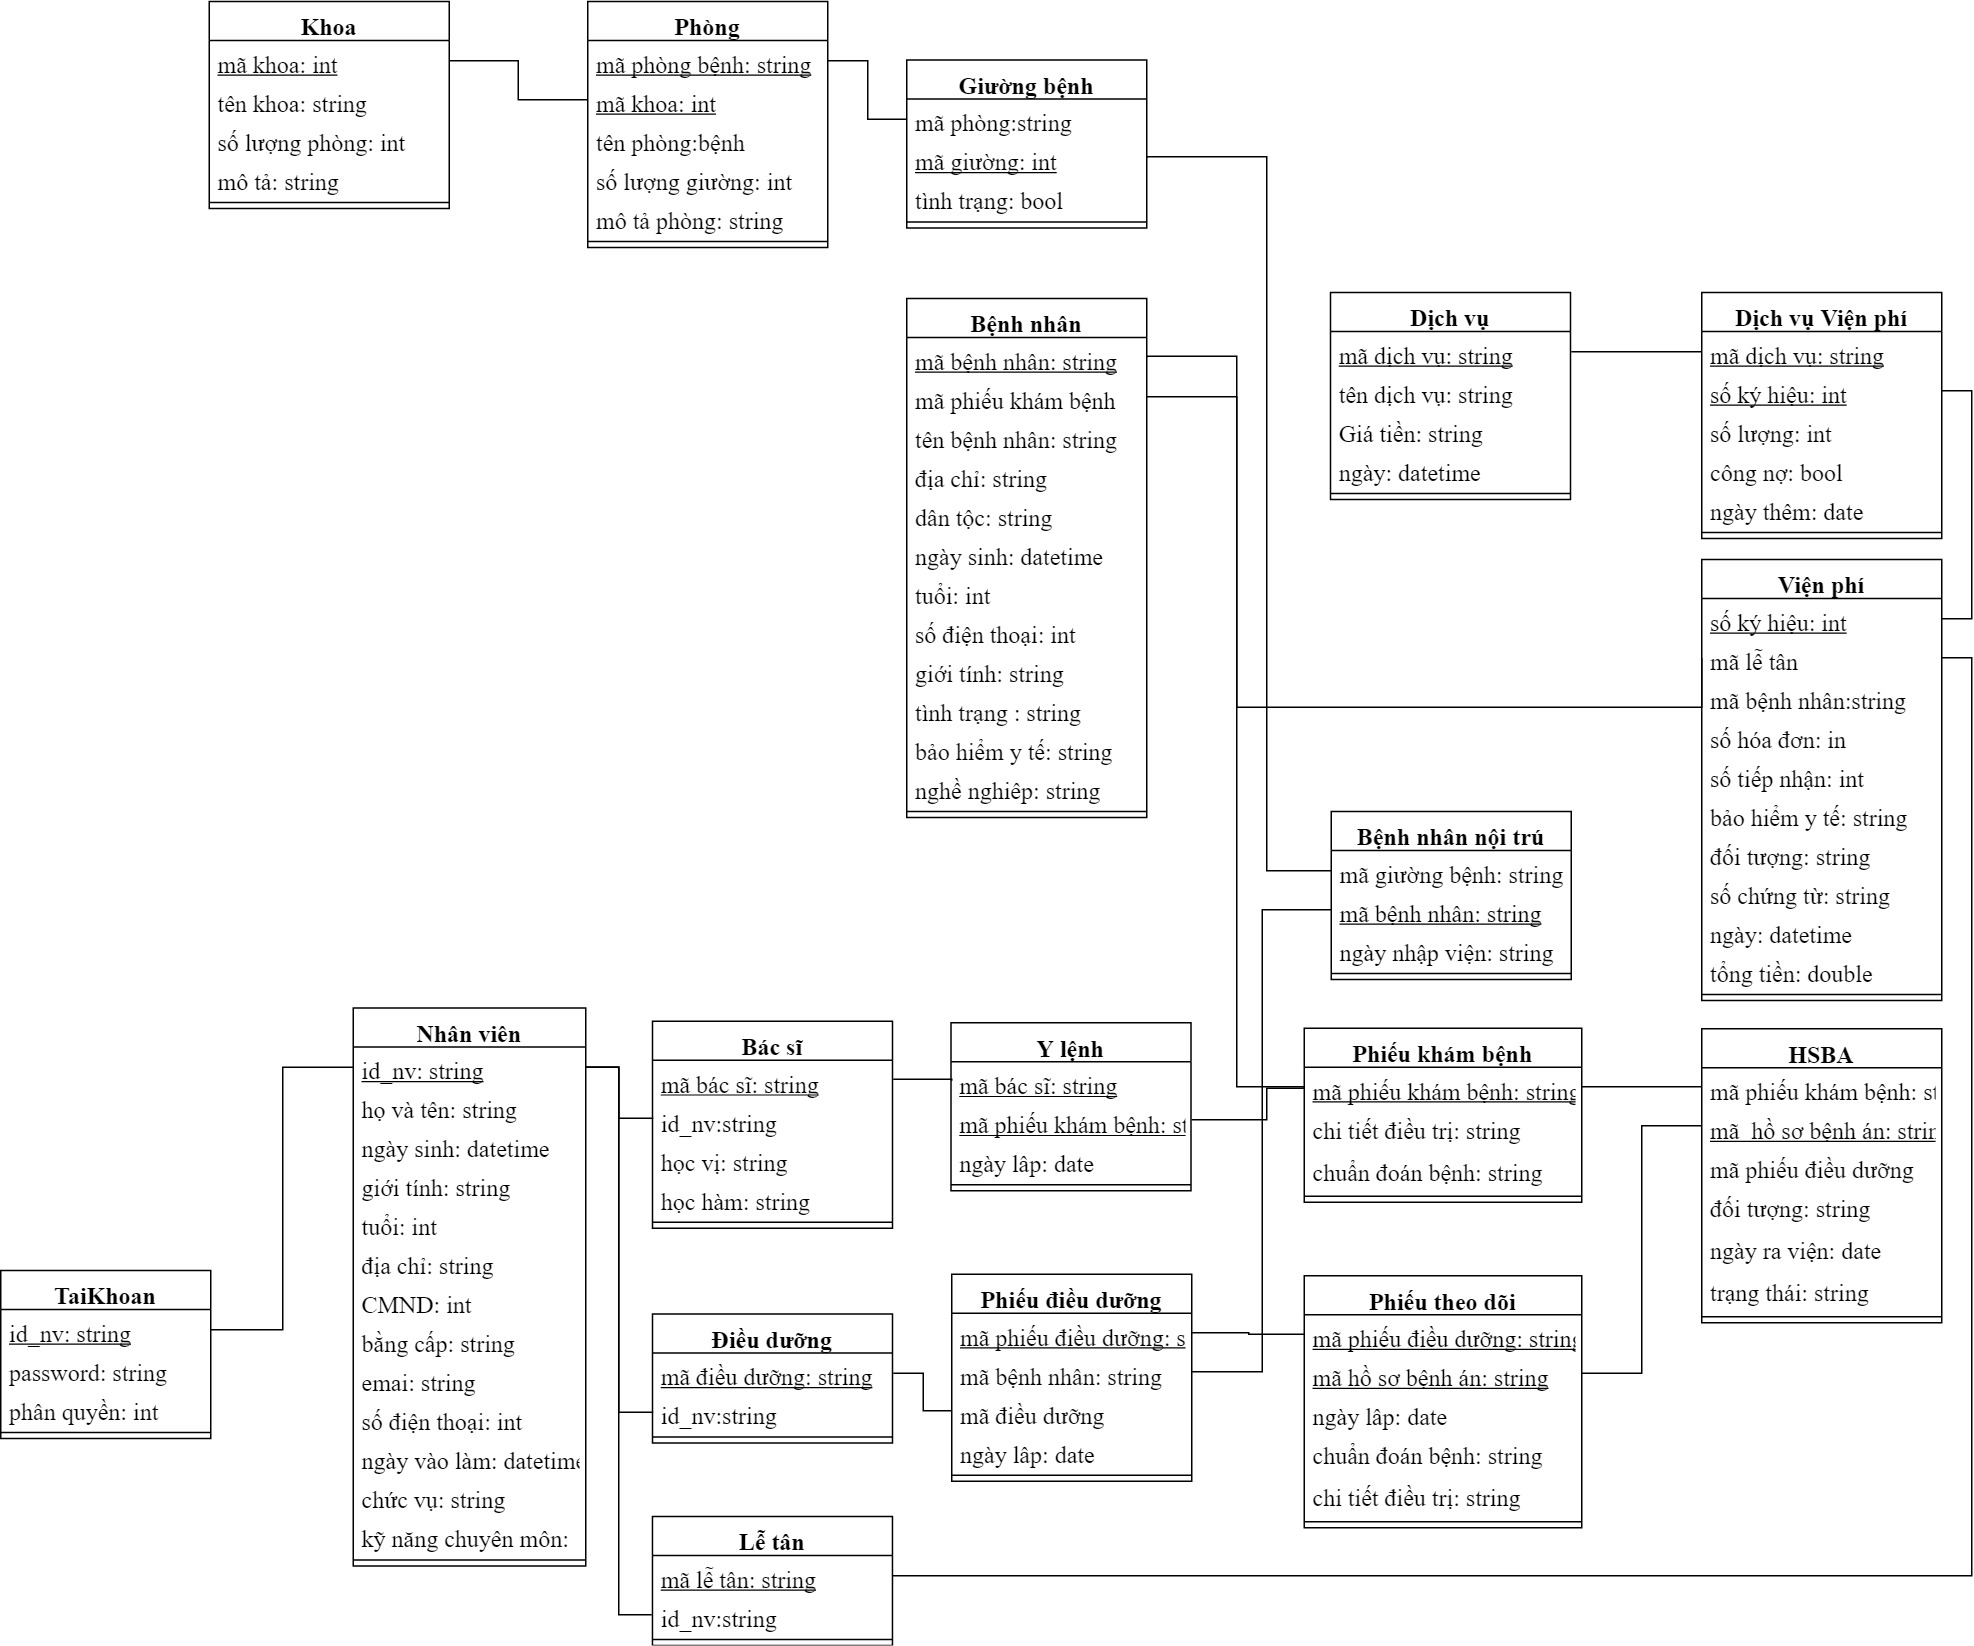 Khoa
mã khoa: int
tên khoa: string
số lượng phòng: int
mô tả: string
Phòng
mã phòng bệnh: string
mã khoa: int
tên phòng:bệnh
số lượng giường: int
mô tả phòng: string
Giường bệnh
mã phòng:string
mã giường: int
tình trạng: bool
Bệnh nhân
mã bệnh nhân: string
mã phiếu khám bệnh
tên bệnh nhân: string
địa chỉ: string
dân tộc: string
ngày sinh: datetime
tuổi: int
số điện thoại: int
giới tính: string
tình trạng : string
bảo hiểm y tế: string
nghề nghiêp: string
Dịch vụ
mã dịch vụ: string
tên dịch vụ: string
Giá tiền: string
ngày: datetime
Dịch vụ Viện phí
mã dịch vụ: string
số ký hiệu: int
số lượng: int
công nợ: bool
ngày thêm: date
Viện phí
số ký hiệu: int
mã lễ tân
mã bệnh nhân:string
số hóa đơn: in
số tiếp nhận: int
bảo hiểm y tế: string
đối tượng: string
số chứng từ: string
ngày: datetime
tổng tiền: double
Bệnh nhân nội trú
mã giường bệnh: string
mã bệnh nhân: string
ngày nhập viện: string
Nhân viên
id_nv: string
họ và tên: string
ngày sinh: datetime
giới tính: string
tuổi: int
địa chỉ: string
CMND: int
bằng cấp: string
emai: string
số điện thoại: int
ngày vào làm: datetime
chức vụ: string
kỹ năng chuyên môn:
Bác sĩ
mã bác sĩ: string
id_nv:string
học vị: string
học hàm: string
Y lệnh
mã bác sĩ: string
mã phiếu khám bệnh: st
ngày lâp: date
Phiếu khám bệnh
mã phiếu khám bệnh: string
chi tiết điều trị: string
chuẩn đoán bệnh: string
HSBA
mã phiếu khám bệnh: st
mã  hồ sơ bệnh án: strin
mã phiếu điều dưỡng
đối tượng: string
ngày ra viện: date
trạng thái: string
TaiKhoan
id_nv: string
password: string
phân quyền: int
Điều dưỡng
mã điều dưỡng: string
id_nv:string
Phiếu điều dưỡng
mã phiếu điều dưỡng: s
mã bệnh nhân: string
mã điều dưỡng
ngày lâp: date
Phiếu theo dõi
mã phiếu điều dưỡng: string
mã hồ sơ bệnh án: string
ngày lâp: date
chuẩn đoán bệnh: string
chi tiết điều trị: string
Lễ tân
mã lễ tân: string
id_nv:string